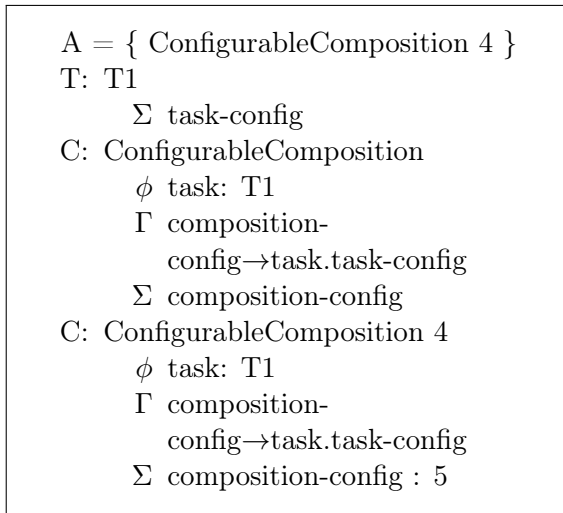 A = { ConfigurableComposition 4 }
T: T1
Σ task-config
C: ConfigurableComposition
ϕ task: T1
Γ composition-
config→task.task-config
Σ composition-config
C: ConfigurableComposition 4
ϕ task: T1
Γ composition-
config→task.task-config
Σ composition-config : 5